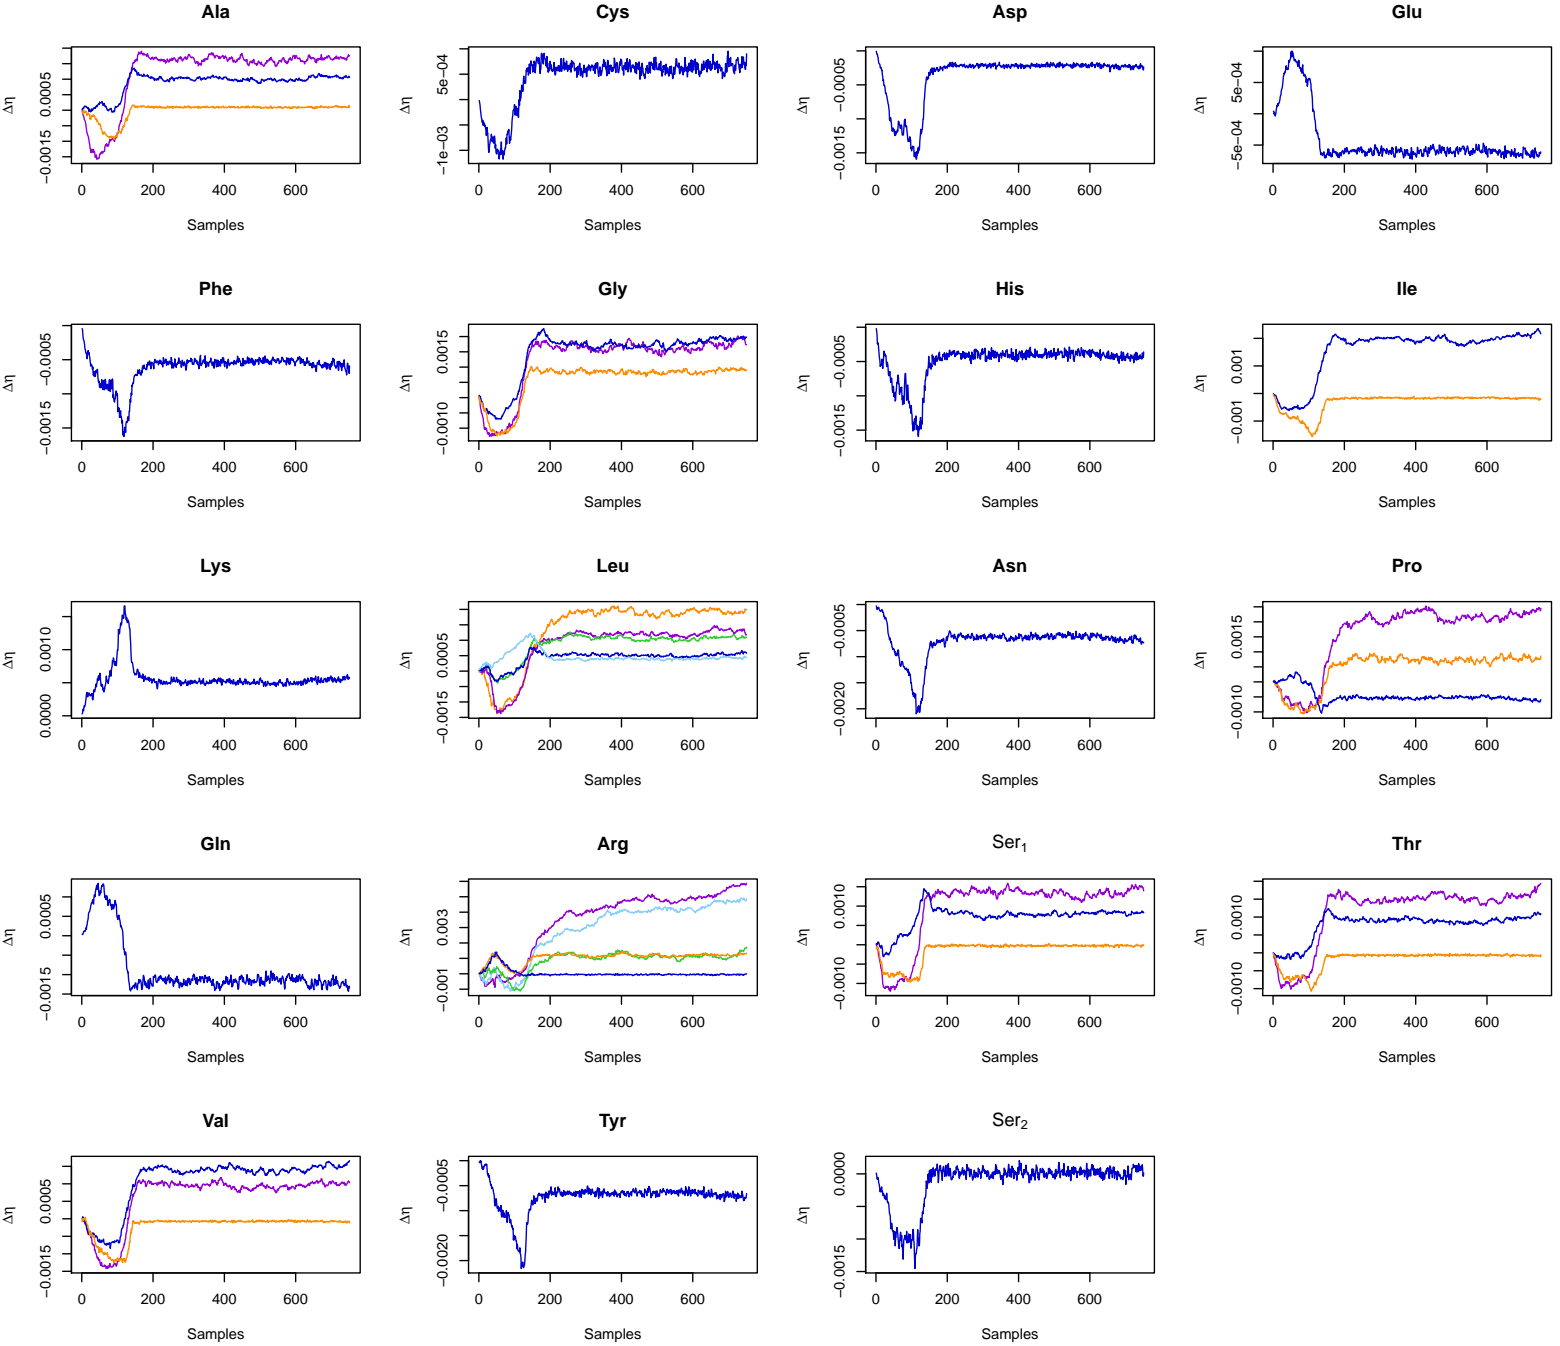 Ala Cys Asp Glu
Δη −0.0015 0.0005 Δη −1e−03 5e−04 Δη −0.0015 −0.0005 Δη −5e−04 5e−04
0 200 400 600 0 200 400 600 0 200 400 600 0 200 400 600
Samples Samples Samples Samples
Phe Gly His Ile
Δη −0.0015 −0.0005 Δη −0.0010 0.0015 Δη −0.0015 −0.0005 Δη −0.001 0.001
0 200 400 600 0 200 400 600 0 200 400 600 0 200 400 600
Samples Samples Samples Samples
Lys Leu Asn Pro
Δη 0.0000 0.0010 Δη −0.0015 0.0005 Δη −0.0020 −0.0005 Δη −0.0010 0.0015
0 200 400 600 0 200 400 600 0 200 400 600 0 200 400 600
Samples Samples Samples Samples
Gln Arg Ser₁ Thr
Δη −0.0015 0.0005 Δη −0.001 0.003 Δη −0.0010 0.0010 Δη −0.0010 0.0010
0 200 400 600 0 200 400 600 0 200 400 600 0 200 400 600
Samples Samples Samples Samples
Val Tyr Ser₂
Δη −0.0015 0.0005 Δη −0.0020 −0.0005 Δη −0.0015 0.0000
0 200 400 600 0 200 400 600 0 200 400 600
Samples Samples Samples